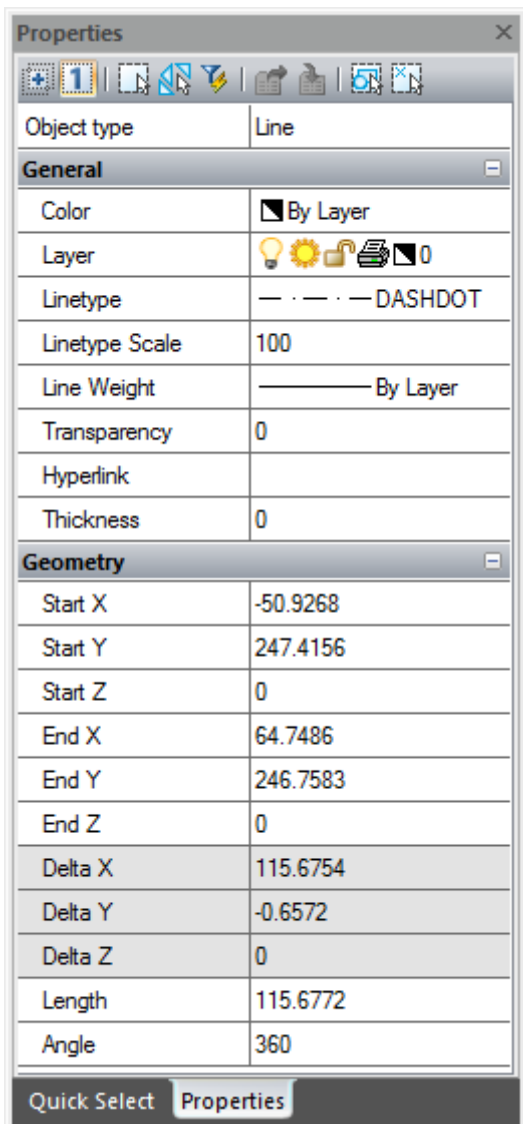 Properties
1
Object type Line
General
Color By Layer
Layer 0
Linetype DASHDOT
Linetype Scale 100
Line Weight By Layer
Transparency 0
Hyperlink
Thickness 0
Geometry
Start X -50.9268
Start Y 247.4156
Start Z 0
End X 64.7486
End Y 246.7583
End Z 0
Delta X 115.6754
Delta Y -0.6572
Delta Z 0
Length 115.6772
Angle 360
Quick Select Properties